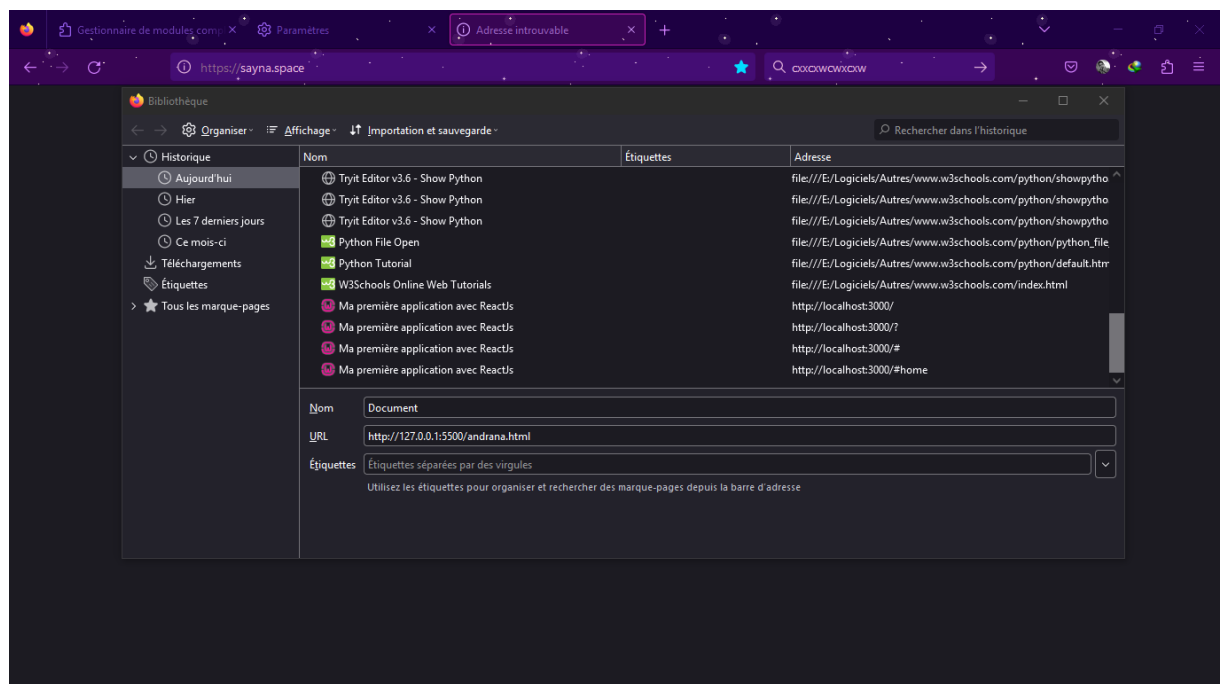 Gestionnaire de modules comp Paramètres Adresse introuvable
https://sayna.space cxxcxwcwxcxw
Bibliothèque
Organiser Affichage Importation et sauvegarde Rechercher dans l'historique
Historique Nom Étiquettes Adresse
Aujourd'hui Tryit Editor v3.6 - Show Python file:///E:/Logiciels/Autres/www.w3schools.com/python/showpytho
Hier Tryit Editor v3.6 - Show Python file:///E:/Logiciels/Autres/www.w3schools.com/python/showpytho
Les 7 derniers jours Tryit Editor v3.6 - Show Python file:///E:/Logiciels/Autres/www.w3schools.com/python/showpytho
Ce mois-ci Python File Open file:///E:/Logiciels/Autres/www.w3schools.com/python/python_file_
Téléchargements Python Tutorial file:///E:/Logiciels/Autres/www.w3schools.com/python/default.htm
Étiquettes W3Schools Online Web Tutorials file:///E:/Logiciels/Autres/www.w3schools.com/index.html
Tous les marque-pages Ma première application avec ReactJs http://localhost:3000/
Ma première application avec ReactJs http://localhost:3000/?
Ma première application avec ReactJs http://localhost:3000/#
Ma première application avec ReactJs http://localhost:3000/#home
Nom Document
URL http://127.0.0.1:5500/andrana.html
Étiquettes Étiquettes séparées par des virgules
Utilisez les étiquettes pour organiser et rechercher des marque-pages depuis la barre d'adresse